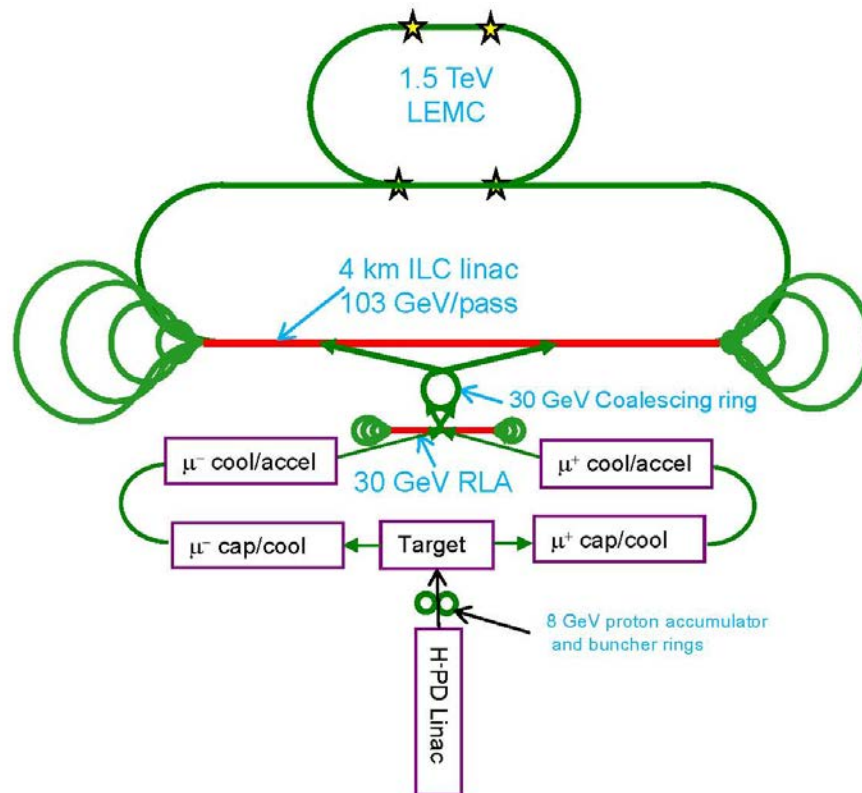 1.5 TeV
LEMC
4 km ILC linac
103 GeV/pass
30 GeV Coalescing ring
μ⁻ cool/accel
30 GeV RLA
μ⁺ cool/accel
μ⁻ cap/cool
Target
μ⁺ cap/cool
8 GeV proton accumulator
and buncher rings
H-PD Linac